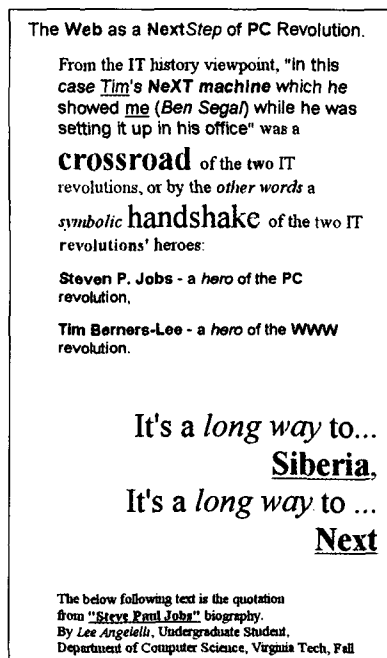 The Web as a NextStep of PC Revolution.
From the IT history viewpoint, "in this
case Tim's NeXT machine which he
showed me (Ben Segal) while he was
setting it up in his office" was a
crossroad of the two IT
revolutions, or by the other words a
symbolic handshake of the two IT
revolutions' heroes:
Steven P. Jobs - a hero of the PC
revolution,
Tim Berners-Lee - a hero of the WWW
revolution.
It's a long way to...
Siberia,
It's a long way to ...
Next
The below following text is the quotation
from "Steve Paul Jobs" biography.
By Lee Angelelli, Undergraduate Student,
Department of Computer Science, Virginia Tech, Fall